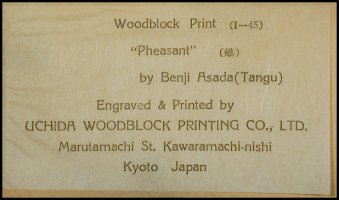 Woodblock Print (I—45)
"Pheasant"
by Benji Asada (Tangu)
Engraved & Printed by
UCHIDA WOODBLOCK PRINTING CO., LTD.
Marutamachi St. Kawaramachi-nishi
Kyoto Japan